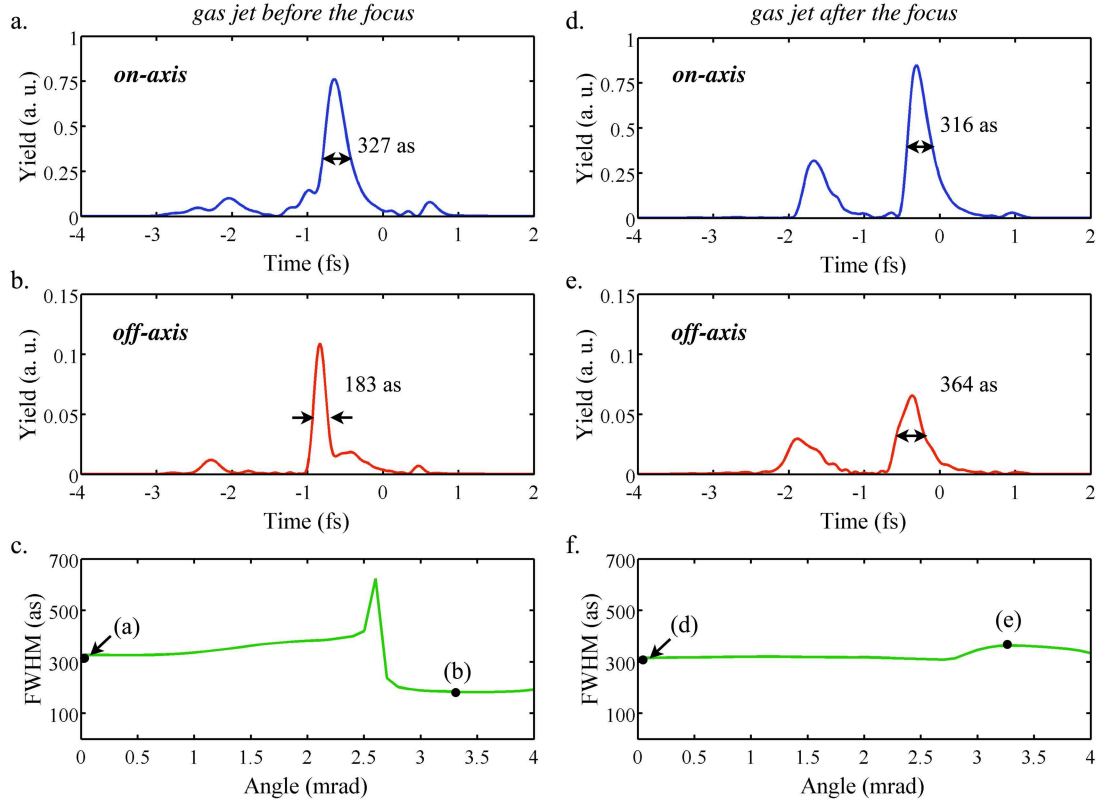 a.
gas jet before the focus
1
0.75
0.5
0.25
0
Yield (a. u.)
on-axis
327 as
-4 -3 -2 -1 0 1 2
Time (fs)
b.
0.15
0.1
0.05
0
Yield (a. u.)
off-axis
183 as
-4 -3 -2 -1 0 1 2
Time (fs)
c.
700
500
300
100
FWHM (as)
(a)
(b)
0 0.5 1 1.5 2 2.5 3 3.5 4
Angle (mrad)
d.
gas jet after the focus
1
0.75
0.5
0.25
0
Yield (a. u.)
on-axis
316 as
-4 -3 -2 -1 0 1 2
Time (fs)
e.
0.15
0.1
0.05
0
Yield (a. u.)
off-axis
364 as
-4 -3 -2 -1 0 1 2
Time (fs)
f.
700
500
300
100
FWHM (as)
(d)
(e)
0 0.5 1 1.5 2 2.5 3 3.5 4
Angle (mrad)